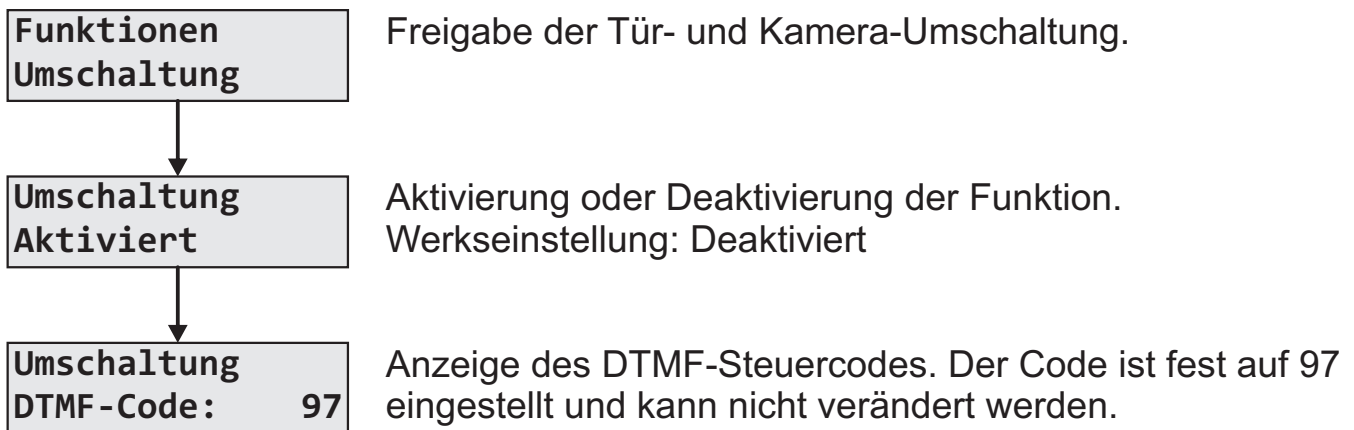 Funktionen
Umschaltung
Freigabe der Tür- und Kamera-Umschaltung.
Umschaltung
Aktiviert
Aktivierung oder Deaktivierung der Funktion.
Werkseinstellung: Deaktiviert
Umschaltung
DTMF-Code: 97
Anzeige des DTMF-Steuercodes. Der Code ist fest auf 97
eingestellt und kann nicht verändert werden.